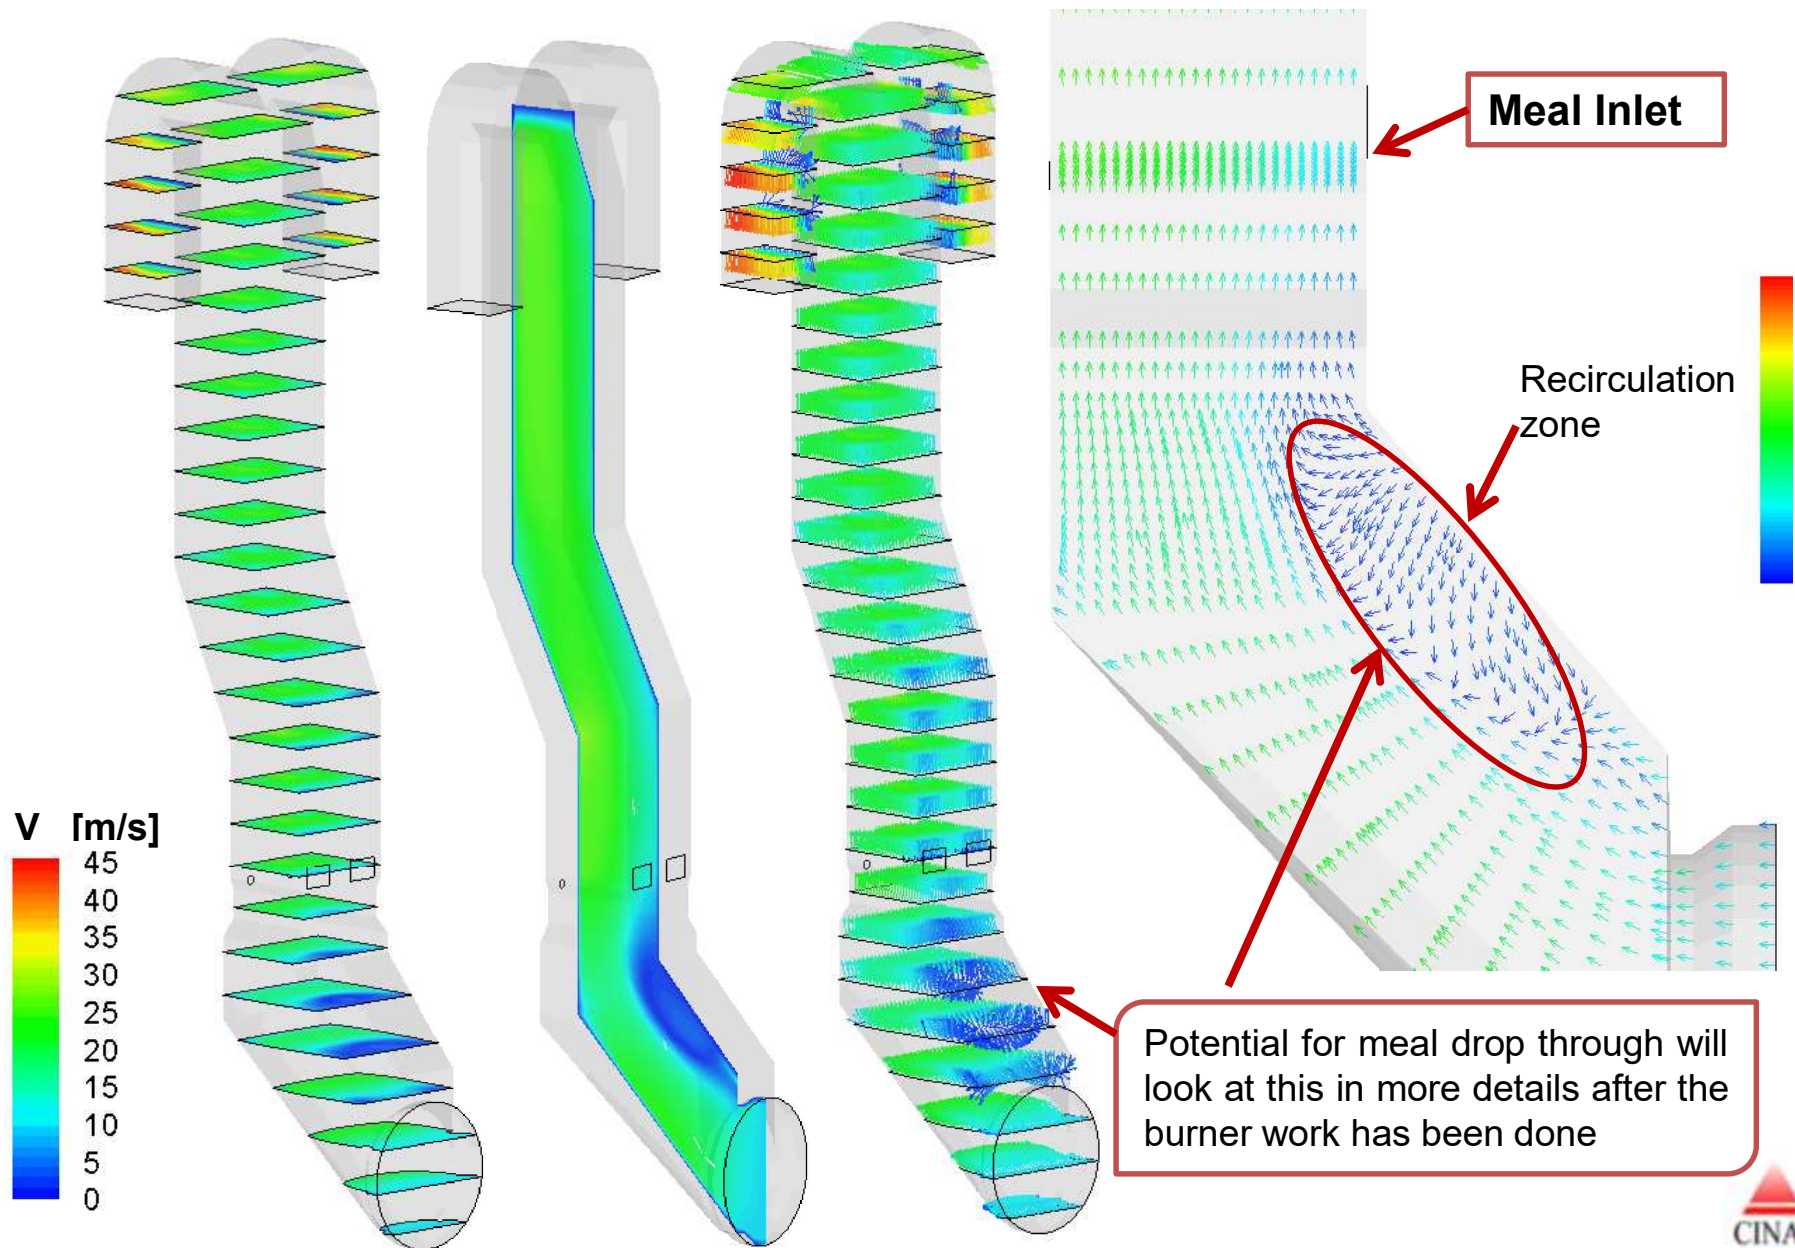 Meal Inlet
Recirculation
zone
V [m/s]
45
40
35
30
25
20
15
10
5
0
Potential for meal drop through will
look at this in more details after the
burner work has been done
CINA